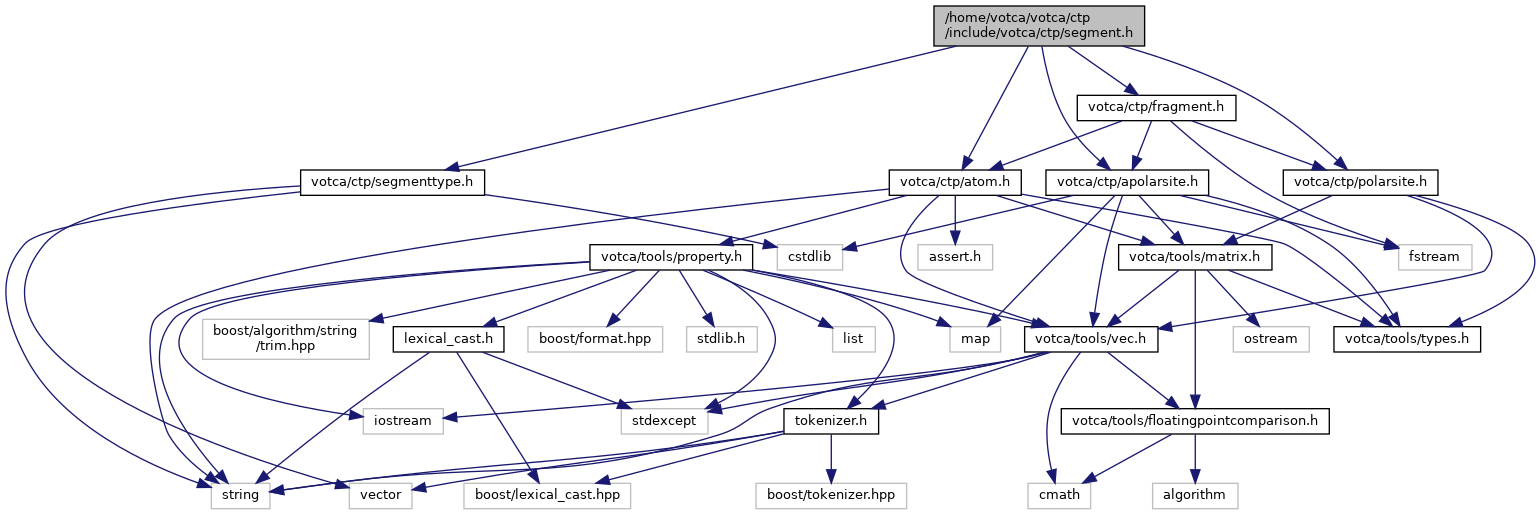 /home/votca/votca/ctp
/include/votca/ctp/segment.h
votca/ctp/fragment.h
votca/ctp/segmenttype.h
votca/ctp/atom.h
votca/ctp/apolarsite.h
votca/ctp/polarsite.h
votca/tools/property.h
cstdlib
assert.h
votca/tools/matrix.h
fstream
boost/algorithm/string
/trim.hpp
lexical_cast.h
boost/format.hpp
stdlib.h
list
map
votca/tools/vec.h
ostream
votca/tools/types.h
iostream
stdexcept
tokenizer.h
votca/tools/floatingpointcomparison.h
string
vector
boost/lexical_cast.hpp
boost/tokenizer.hpp
cmath
algorithm